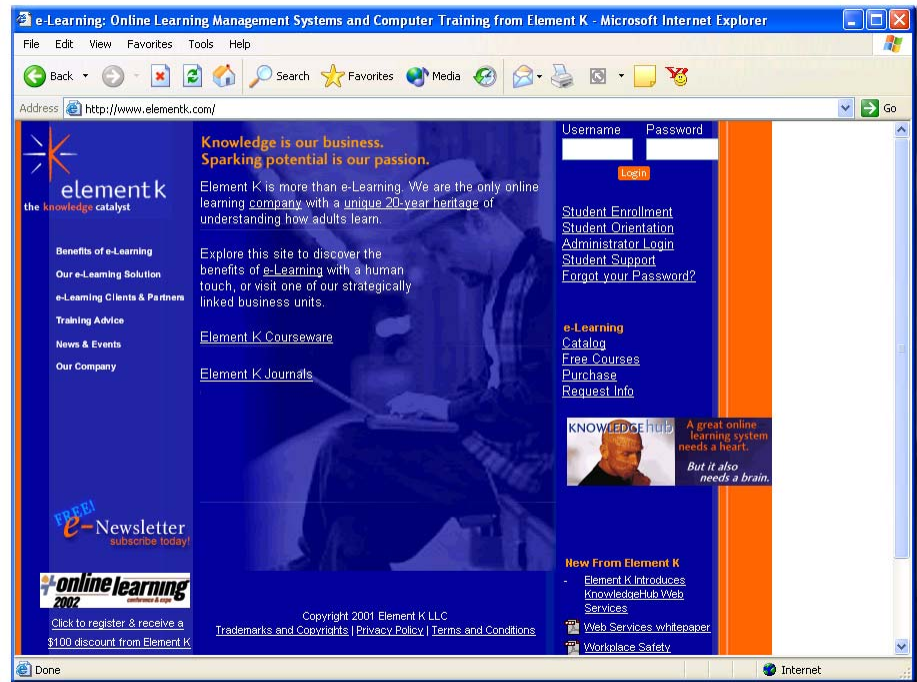 e-Learning: Online Learning Management Systems and Computer Training from Element K - Microsoft Internet Explorer
File Edit View Favorites Tools Help
Back Search Favorites Media
Address http://www.elementk.com/ Go
element k
the knowledge catalyst
Benefits of e-Learning
Our e-Learning Solution
e-Learning Clients & Partners
Training Advice
News & Events
Our Company
FREE!
e-Newsletter
subscribe today!
online learning
2002 conference & expo
Click to register & receive a
$100 discount from Element K
Knowledge is our business.
Sparking potential is our passion.
Element K is more than e-Learning. We are the only online
learning company with a unique 20-year heritage of
understanding how adults learn.
Explore this site to discover the
benefits of e-Learning with a human
touch, or visit one of our strategically
linked business units.
Element K Courseware
Element K Journals
Copyright 2001 Element K LLC
Trademarks and Copyrights | Privacy Policy | Terms and Conditions
Username Password
Login
Student Enrollment
Student Orientation
Administrator Login
Student Support
Forgot your Password?
e-Learning
Catalog
Free Courses
Purchase
Request Info
KNOWLEDGE hub
A great online
learning system
needs a heart.
But it also
needs a brain.
New From Element K
- Element K Introduces
KnowledgeHub Web
Services
Web Services whitepaper
Workplace Safety
Done Internet